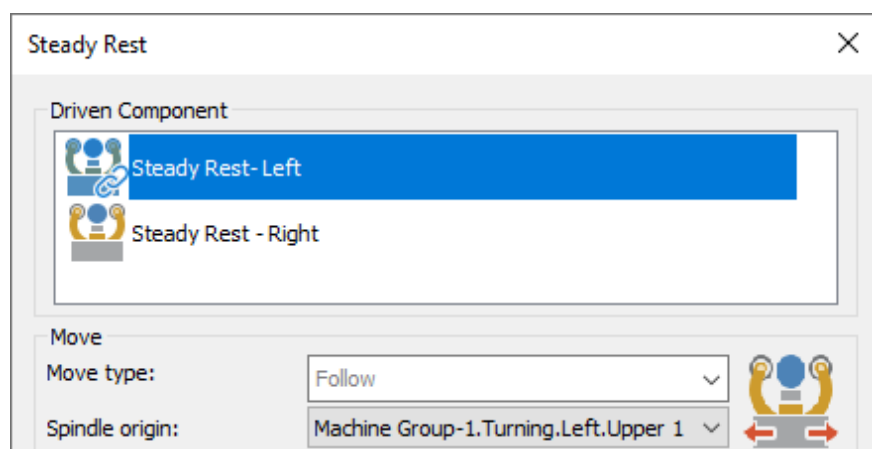 Steady Rest
Driven Component
Steady Rest- Left
Steady Rest - Right
Move
Move type:
Follow
Spindle origin:
Machine Group-1.Turning.Left.Upper 1